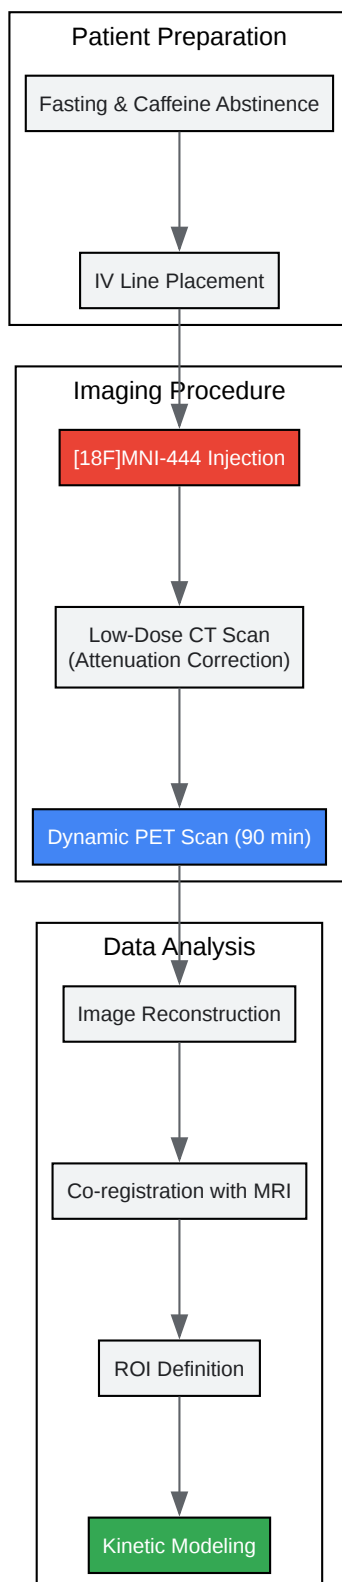 Patient Preparation
Fasting & Caffeine Abstinence
IV Line Placement
Imaging Procedure
[18F]MNI-444 Injection
Low-Dose CT Scan
(Attenuation Correction)
Dynamic PET Scan (90 min)
Data Analysis
Image Reconstruction
Co-registration with MRI
ROI Definition
Kinetic Modeling